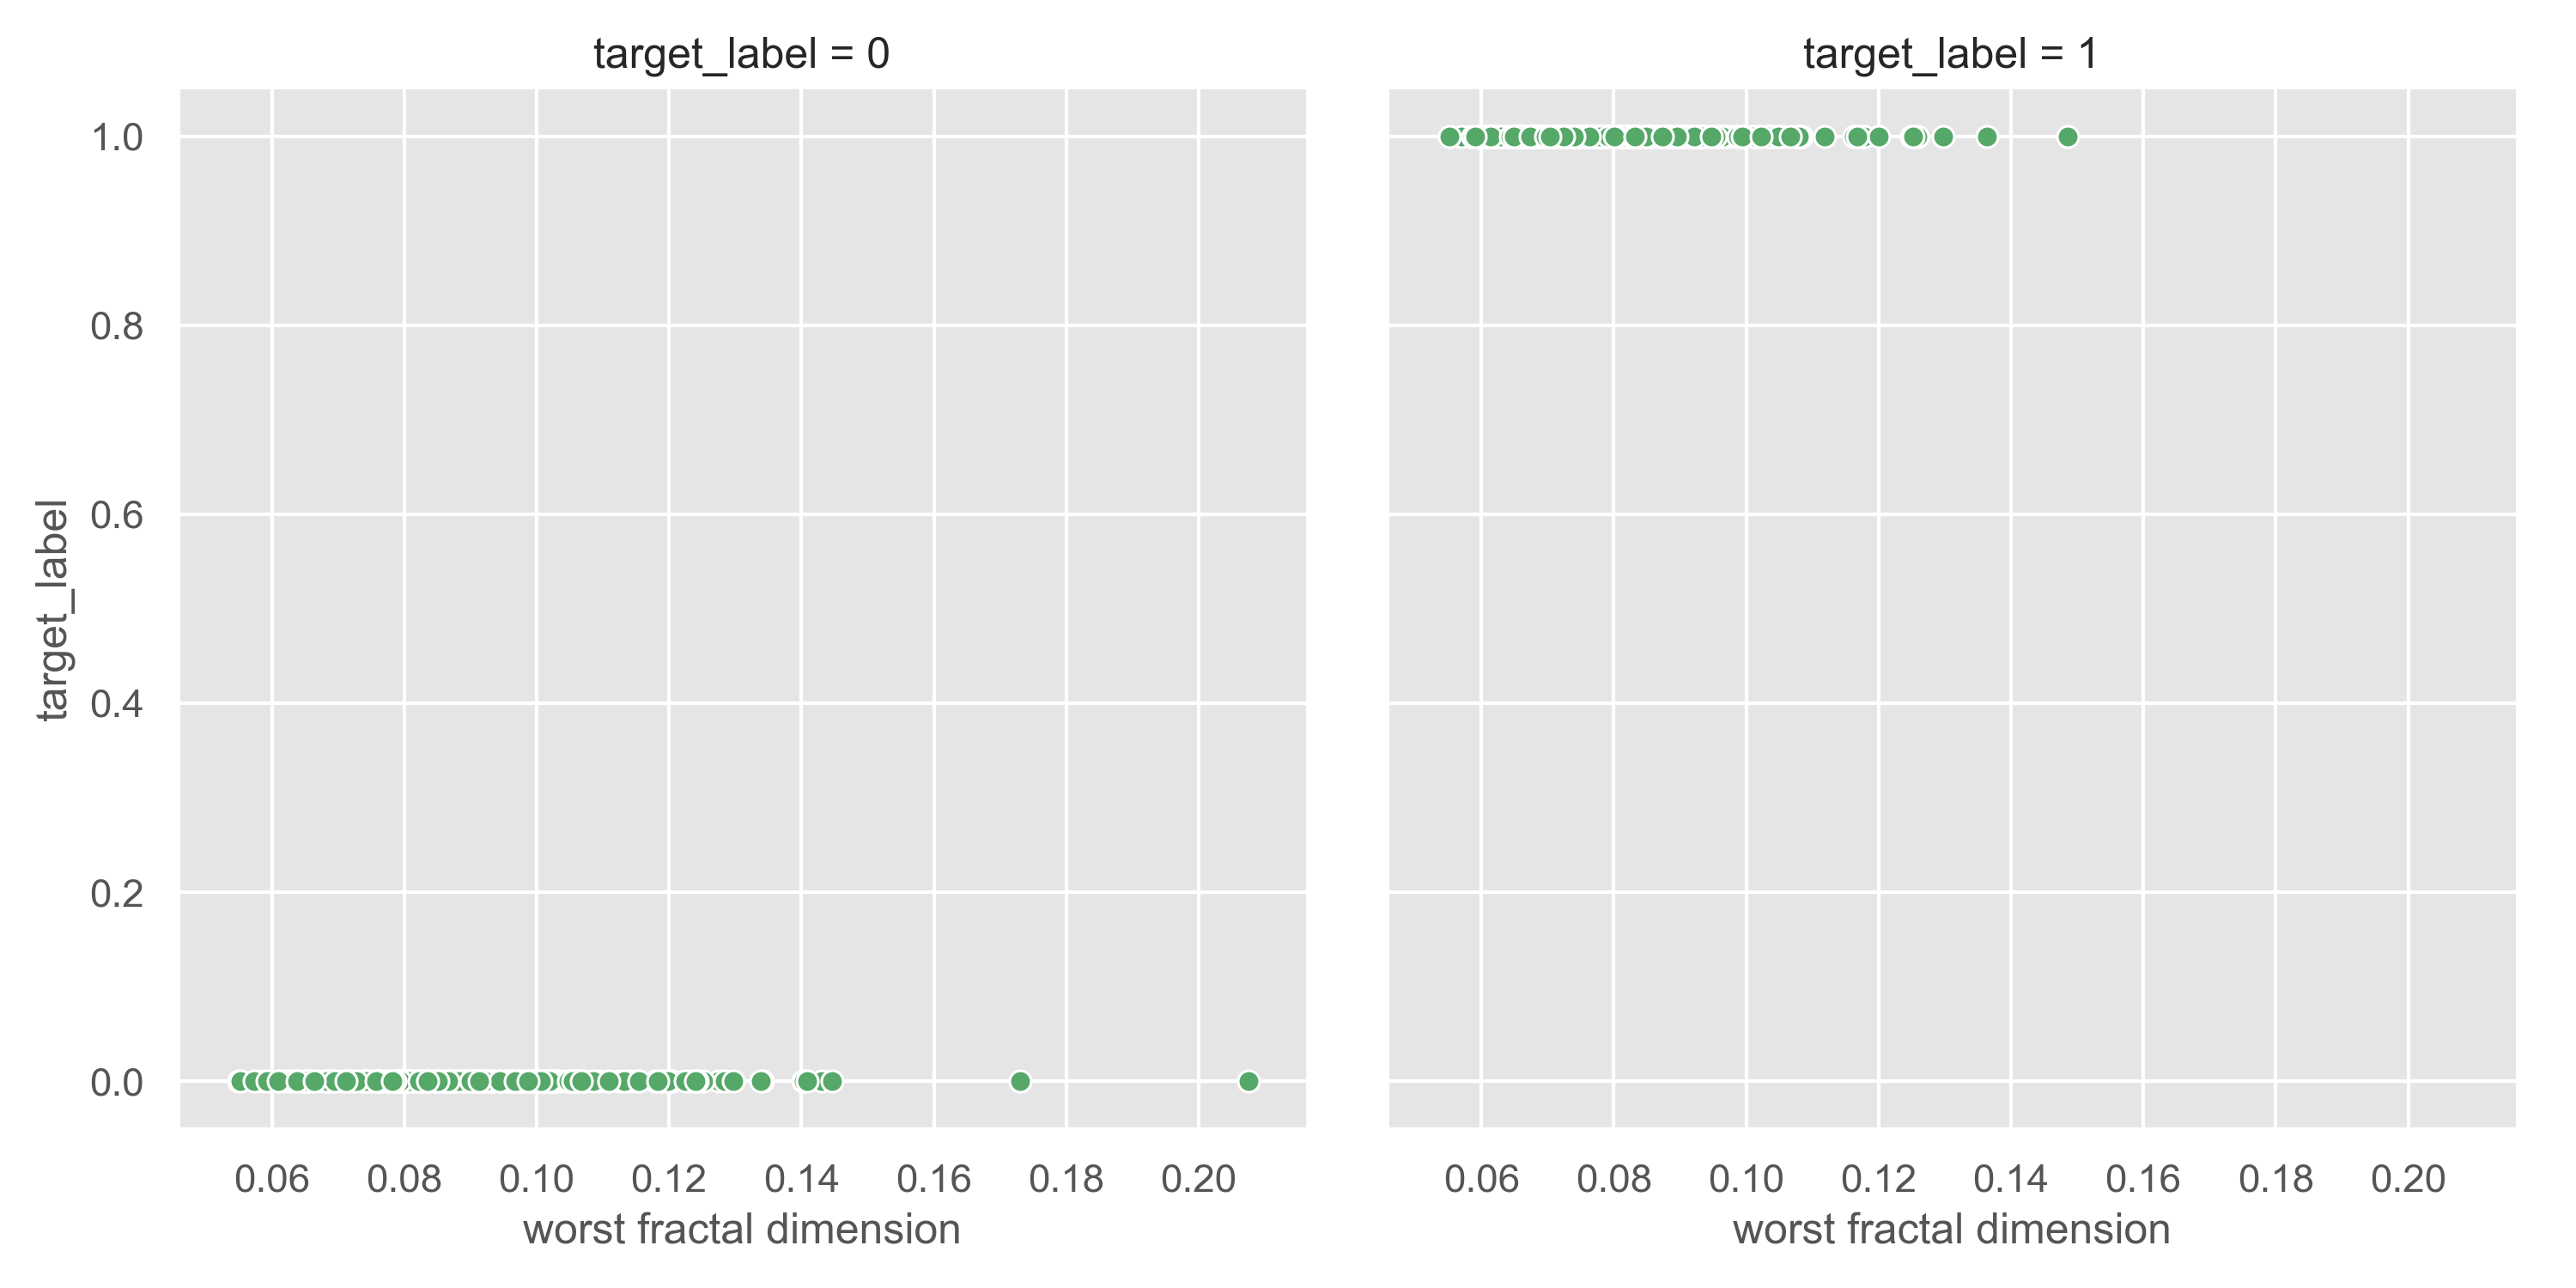 target_label = 0
target_label = 1
1.0
0.8
0.6
0.4
0.2
0.0
target_label
0.06 0.08 0.10 0.12 0.14 0.16 0.18 0.20
0.06 0.08 0.10 0.12 0.14 0.16 0.18 0.20
worst fractal dimension
worst fractal dimension